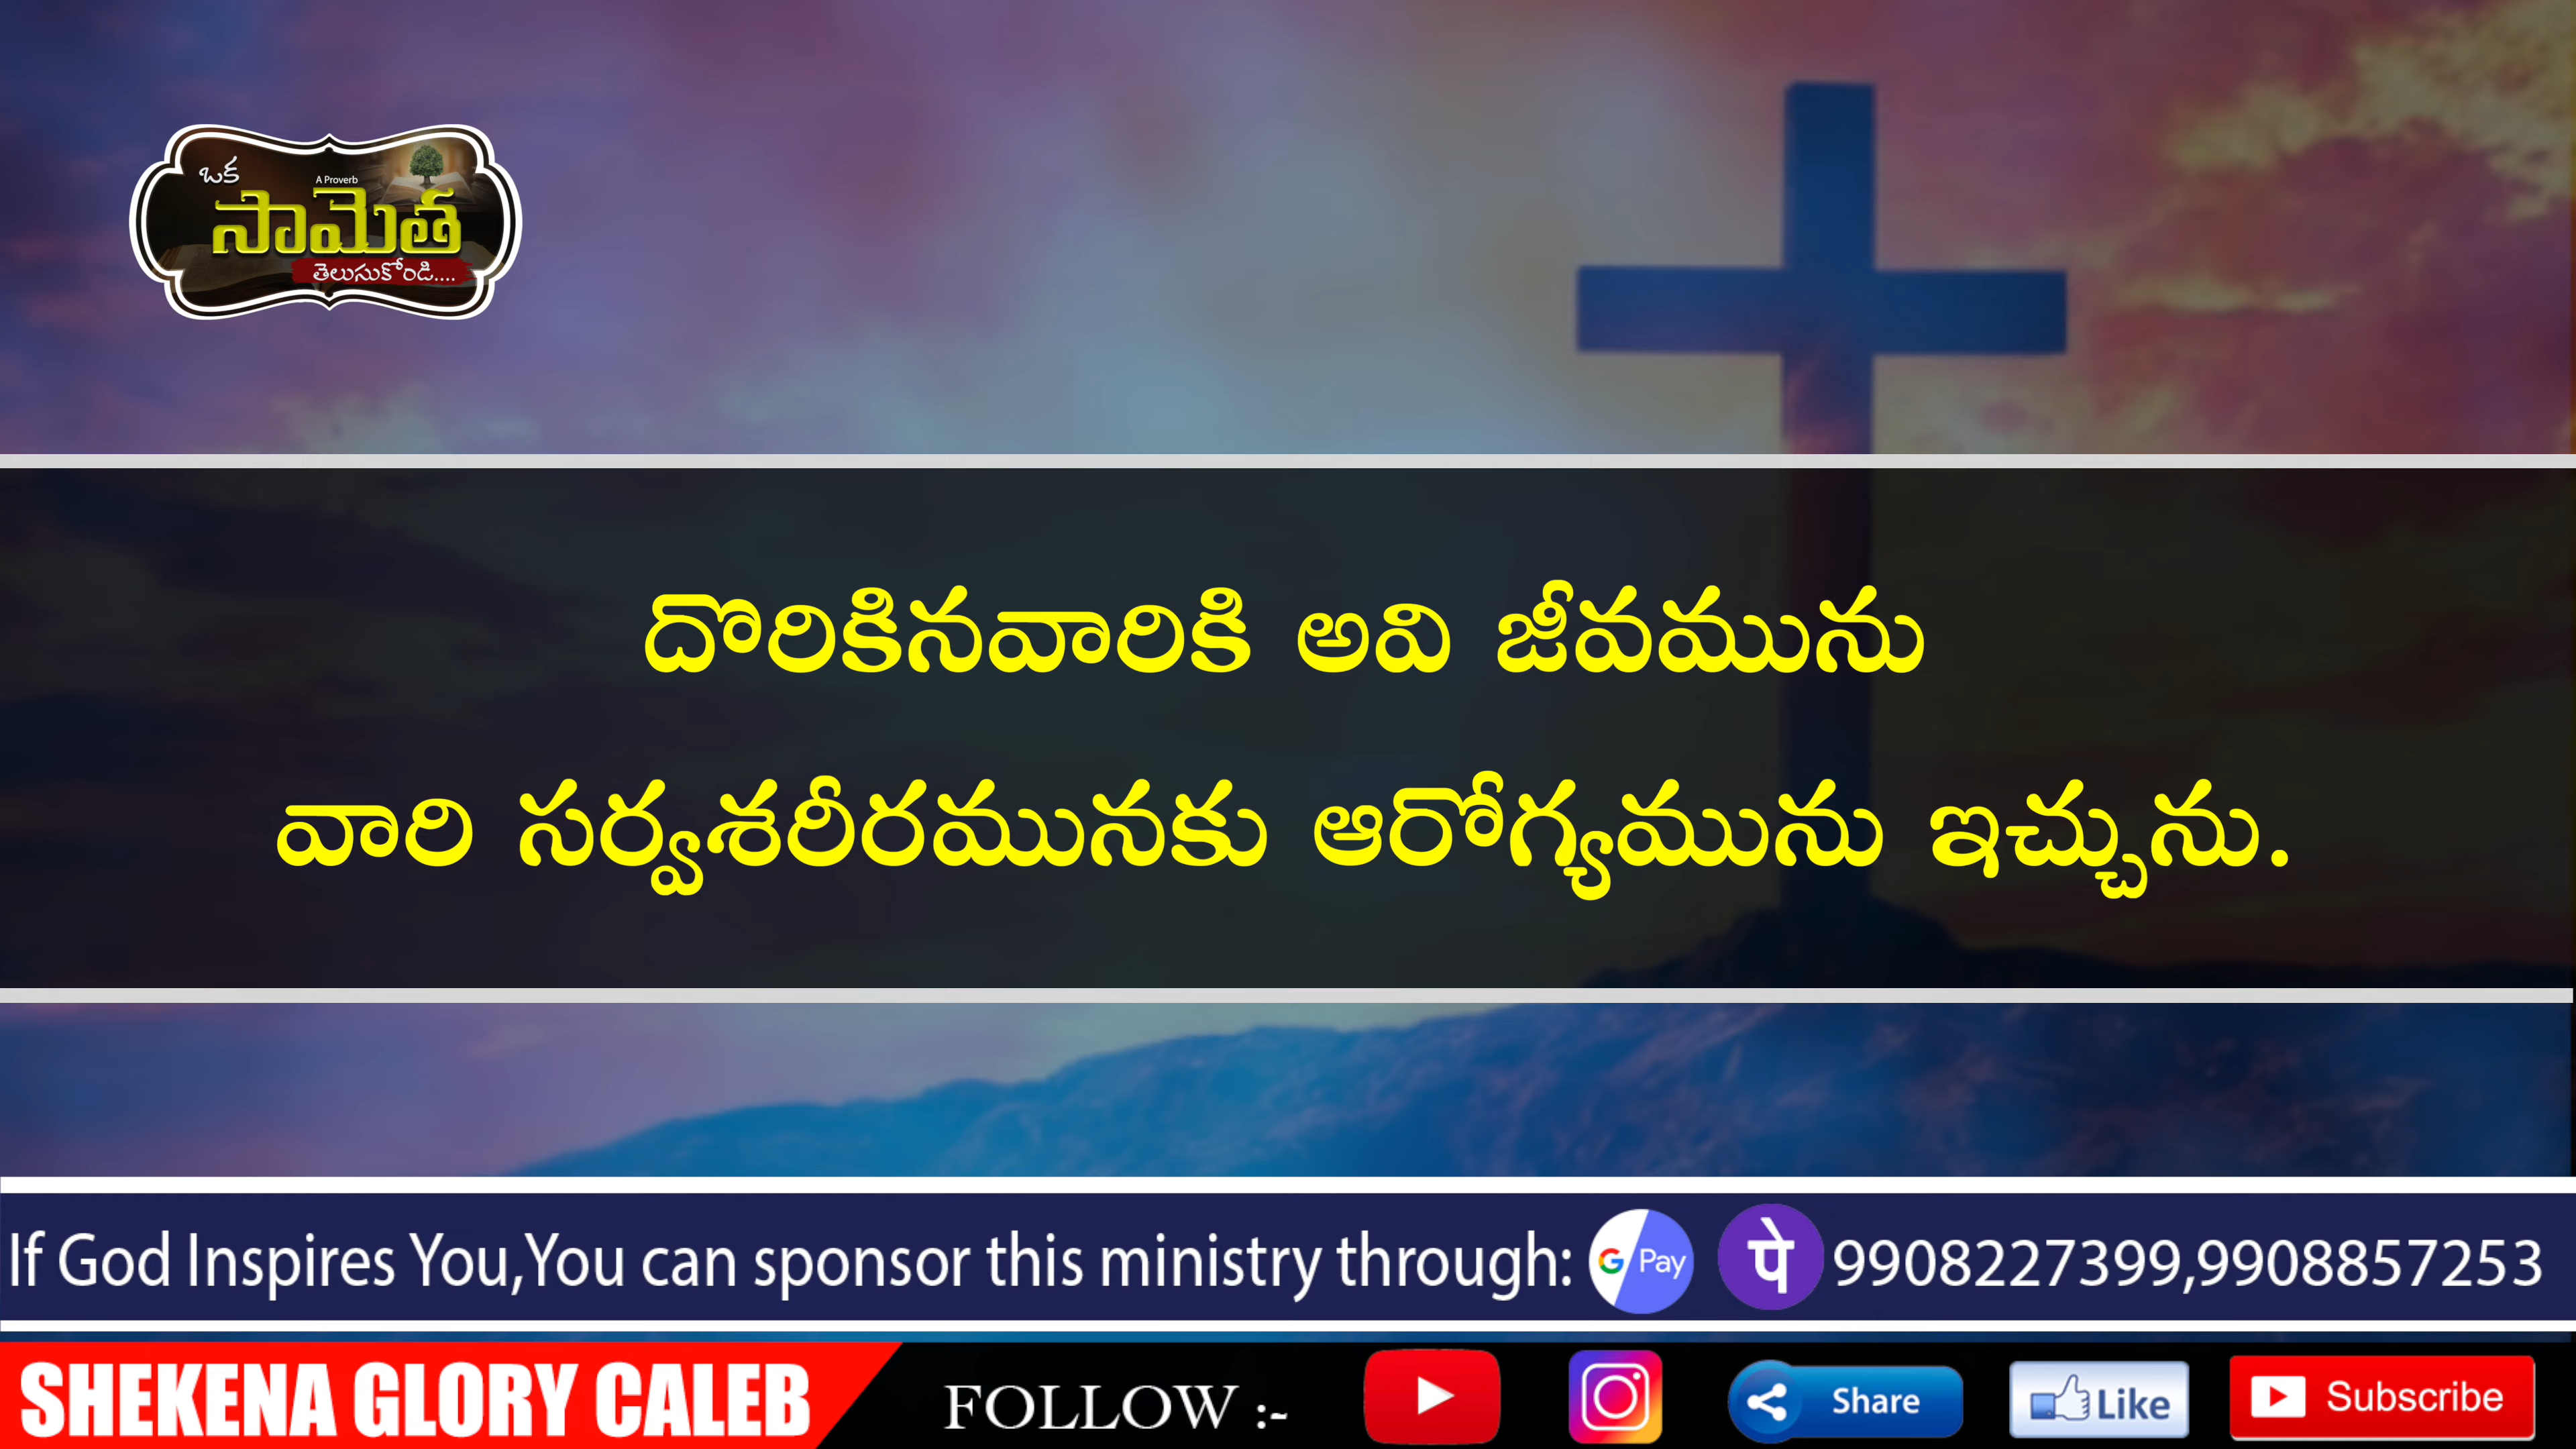 ఒక
A Proverb
సామెత
తెలుసుకోండి....
దొరికినవారికి అవి జీవమును
వారి సర్వశరీరమునకు ఆరోగ్యమును ఇచ్చును.
If God Inspires You,You can sponsor this ministry through: G Pay पे 9908227399,9908857253
SHEKENA GLORY CALEB FOLLOW :- Share Like Subscribe